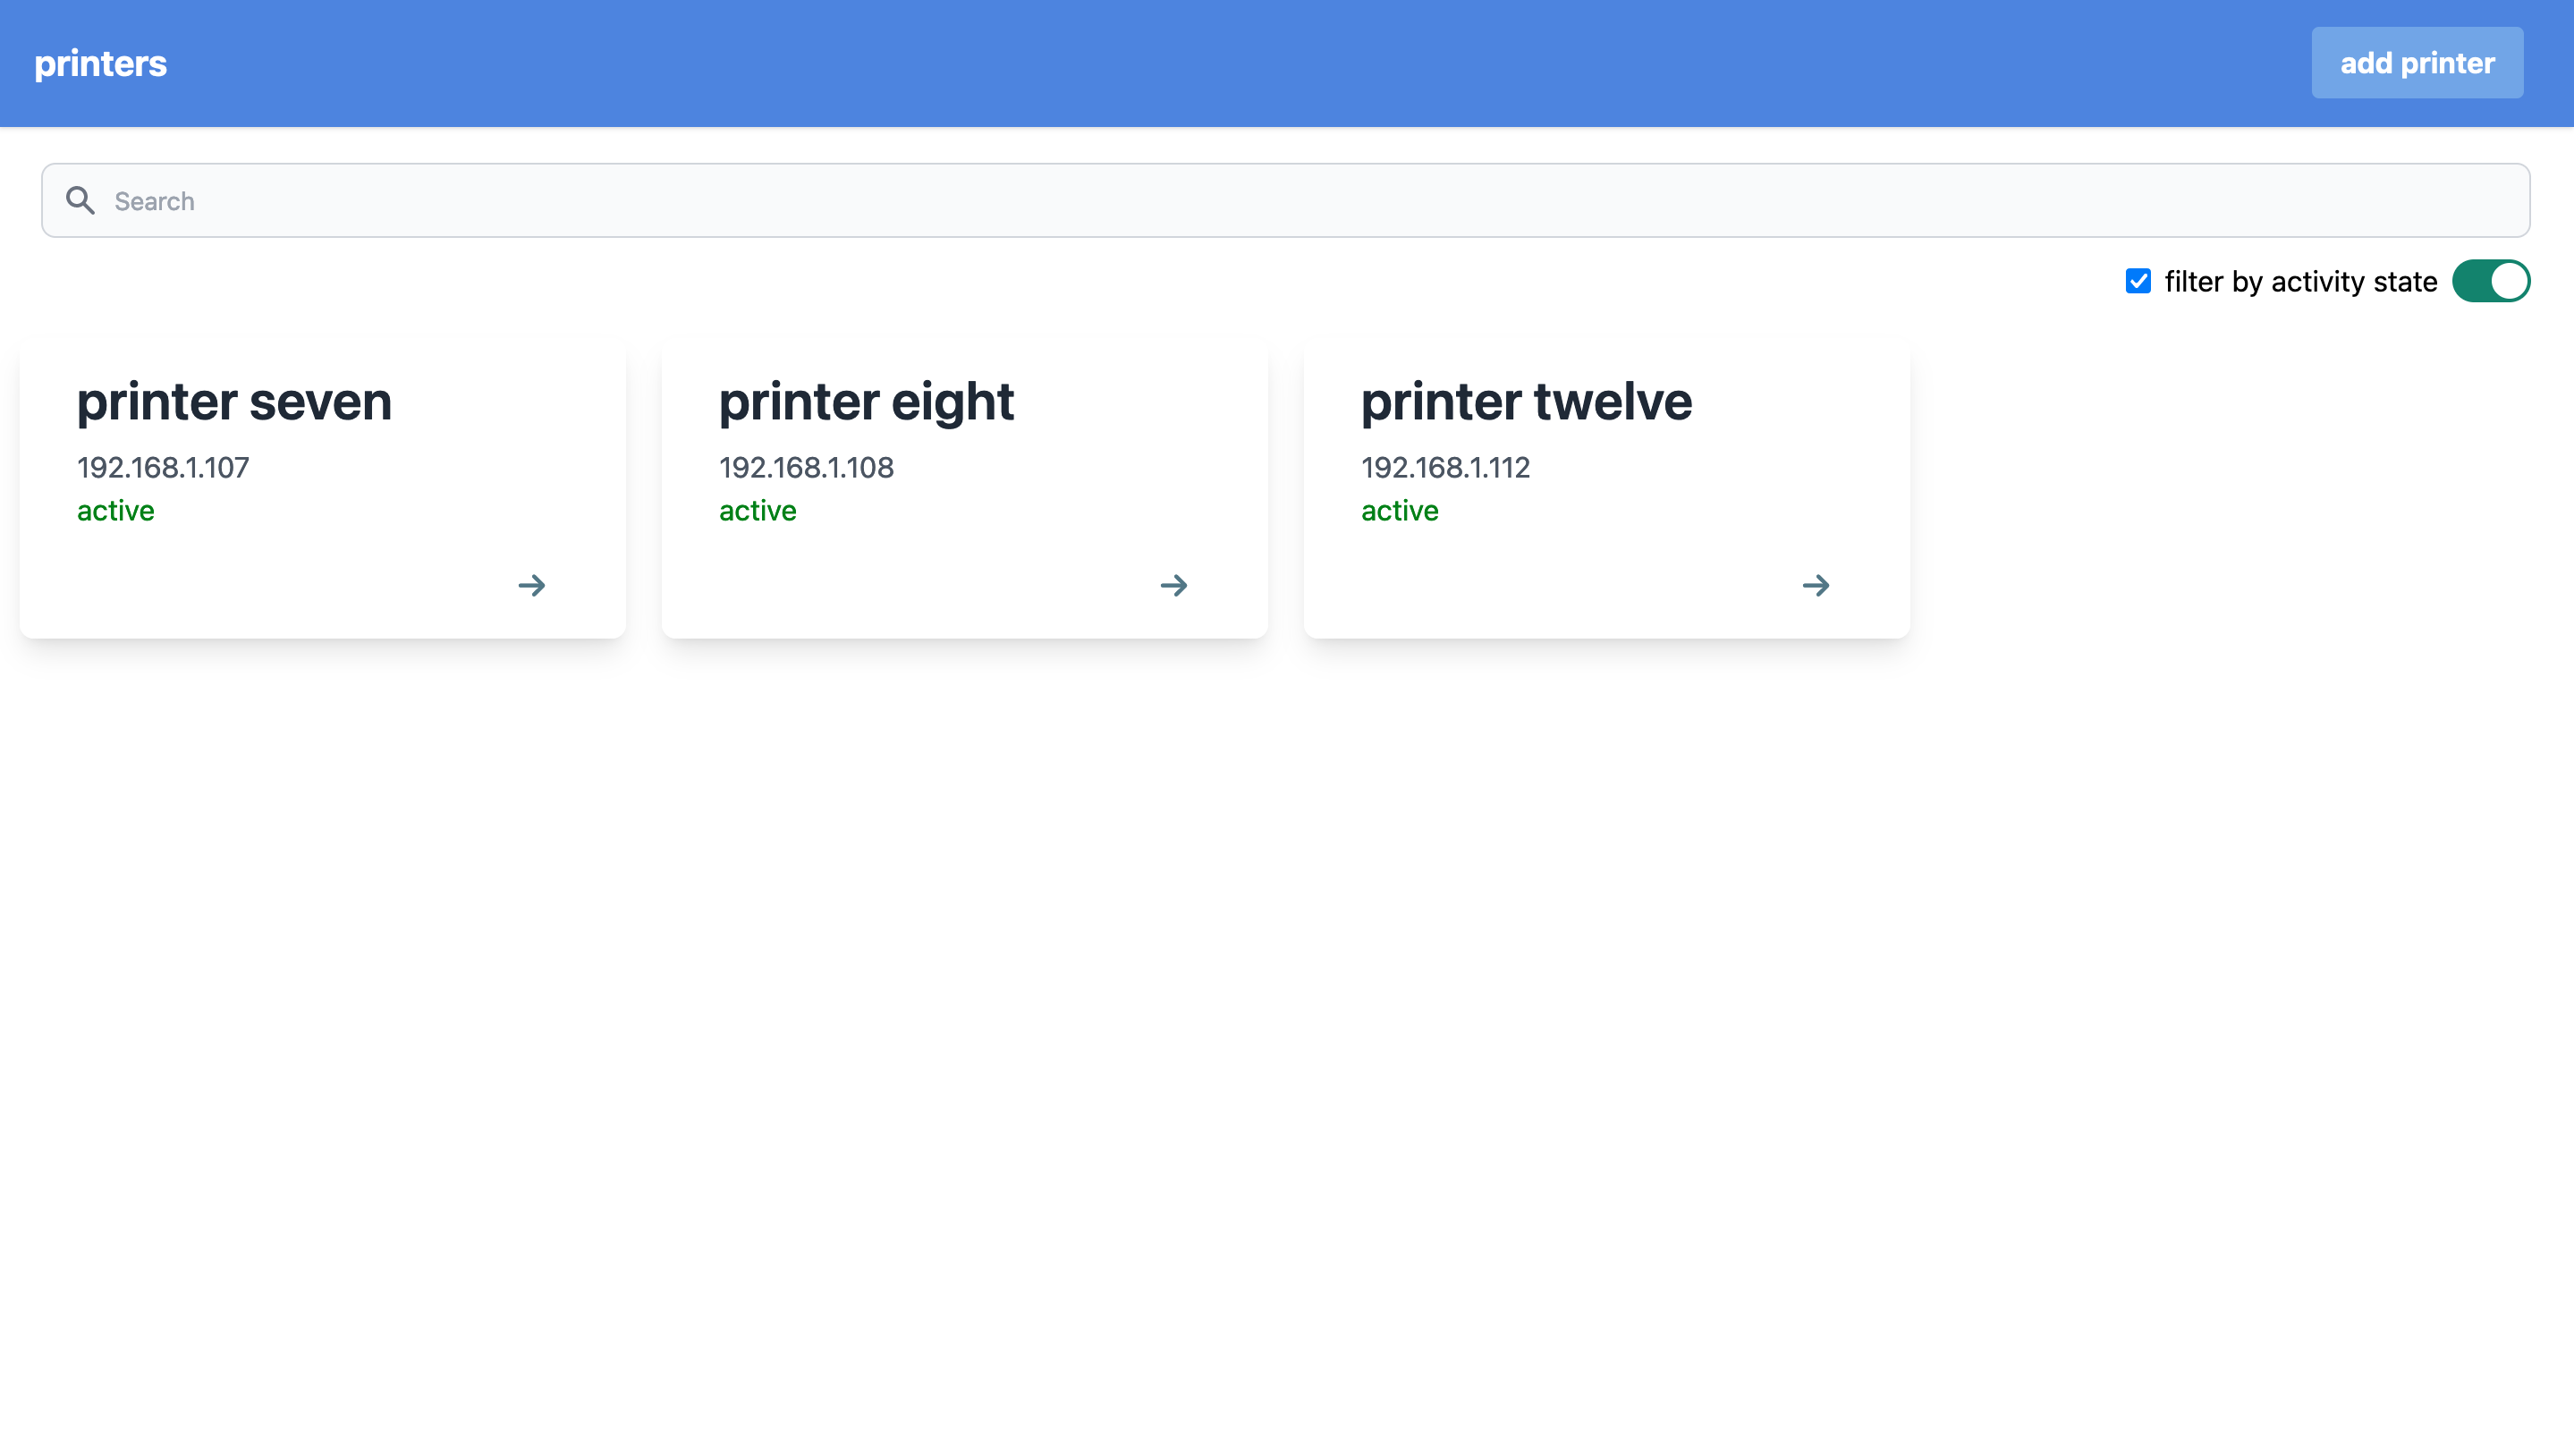 printers
add printer
Search
filter by activity state
printer seven
192.168.1.107
active
printer eight
192.168.1.108
active
printer twelve
192.168.1.112
active